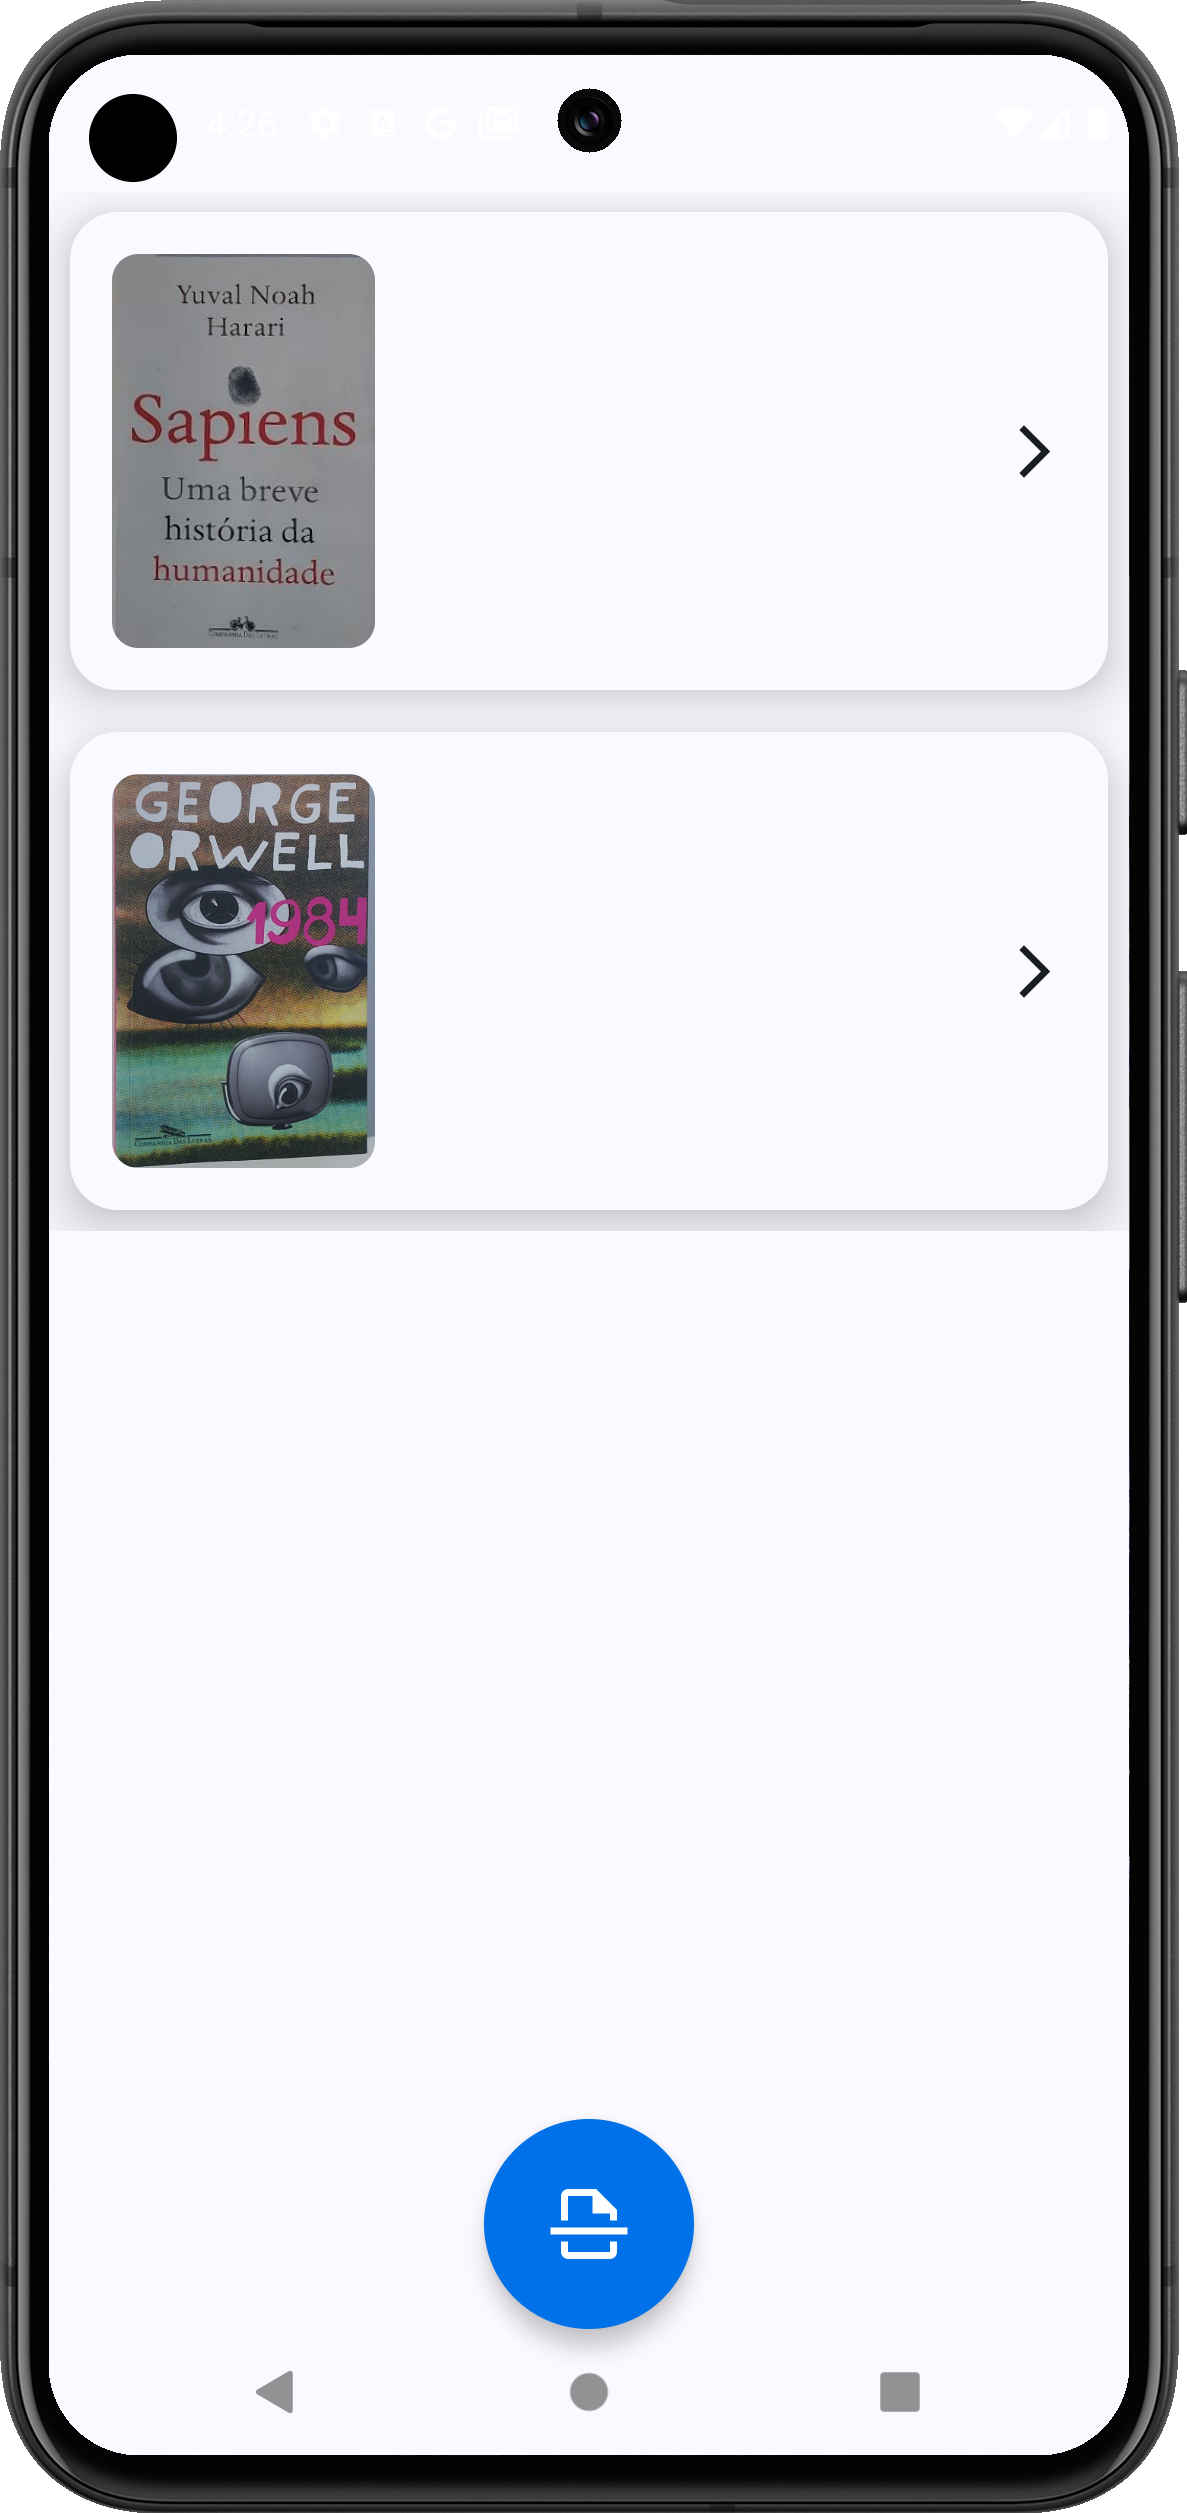 4:26
Yuval Noah
Harari
Sapiens
Uma breve
história da
humanidade
COMPANHIA DAS LETRAS
GEORGE
ORWELL
1984
COMPANHIA DAS LETRAS